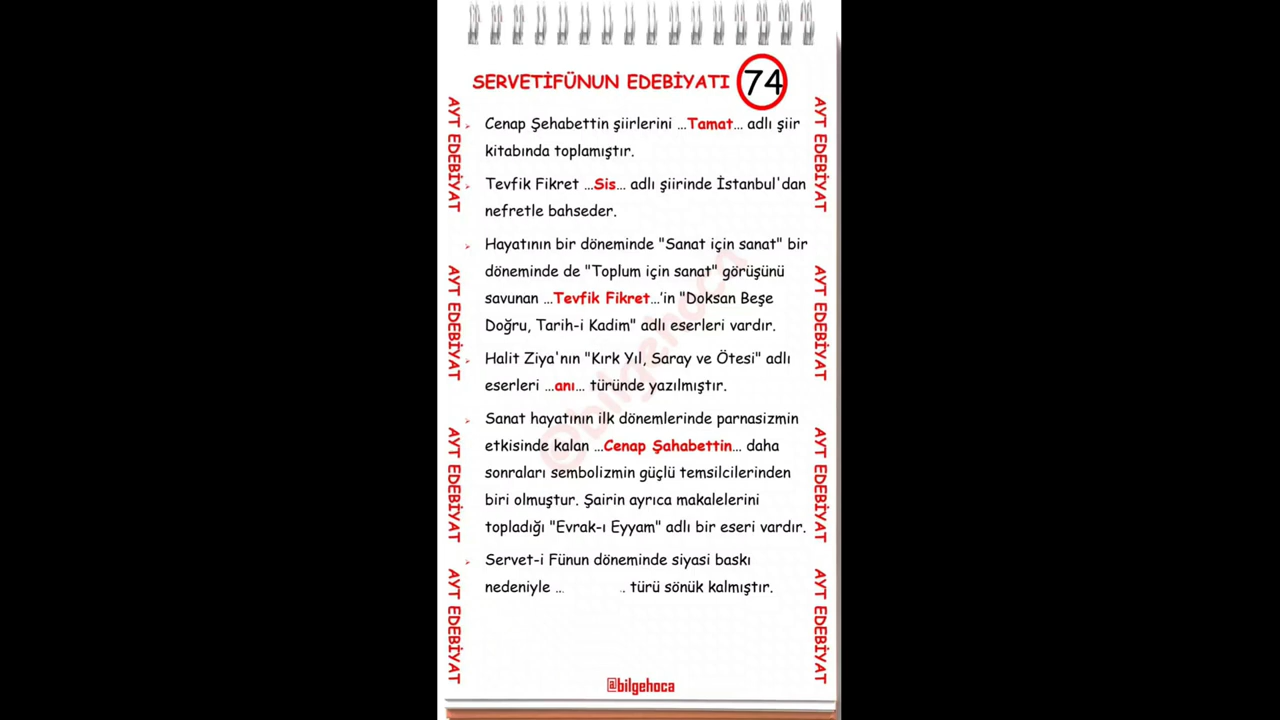 SERVETİFÜNUN EDEBİYATI 74
Cenap Şehabettin şiirlerini …Tamat… adlı şiir
kitabında toplamıştır.
Tevfik Fikret …Sis… adlı şiirinde İstanbul'dan
nefretle bahseder.
Hayatının bir döneminde "Sanat için sanat" bir
döneminde de "Toplum için sanat" görüşünü
savunan …Tevfik Fikret…'in "Doksan Beşe
Doğru, Tarih-i Kadim" adlı eserleri vardır.
Halit Ziya'nın "Kırk Yıl, Saray ve Ötesi" adlı
eserleri …anı… türünde yazılmıştır.
Sanat hayatının ilk dönemlerinde parnasizmin
etkisinde kalan …Cenap Şahabettin… daha
sonraları sembolizmin güçlü temsilcilerinden
biri olmuştur. Şairin ayrıca makalelerini
topladığı "Evrak-ı Eyyam" adlı bir eseri vardır.
Servet-i Fünun döneminde siyasi baskı
nedeniyle … .. türü sönük kalmıştır.
@bilgehoca
AYT EDEBİYAT
AYT EDEBİYAT
AYT EDEBİYAT
AYT EDEBİYAT
AYT EDEBİYAT
AYT EDEBİYAT
AYT EDEBİYAT
AYT EDEBİYAT
@bilgehoca